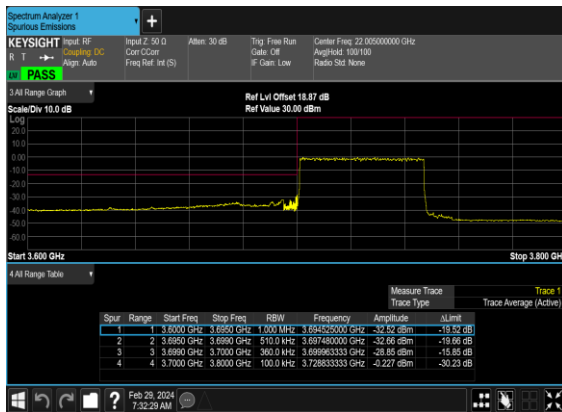 Spectrum Analyzer 1
Spurious Emissions
KEYSIGHT Input: RF Input Z: 50 Ω Atten: 30 dB Trig: Free Run Center Freq: 22.005000000 GHz
R T Coupling: DC Corr CCorr Gate: Off Avg|Hold: 100/100
Align: Auto Freq Ref: Int (S) IF Gain: Low Radio Std: None
PASS
3 All Range Graph
Ref Lvl Offset 18.87 dB
Scale/Div 10.0 dB Ref Value 30.00 dBm
Log
20.0
10.0
0.00
-10.0
-20.0
-30.0
-40.0
-50.0
-60.0
Start 3.600 GHz Stop 3.800 GH
4 All Range Table
Measure Trace Trace 1
Trace Type Trace Average (Active)
Spur Range Start Freq Stop Freq RBW Frequency Amplitude ΔLimit
1 1 3.6000 GHz 3.6950 GHz 1.000 MHz 3.694525000 GHz -32.52 dBm -19.52 dB
2 2 3.6950 GHz 3.6990 GHz 510.0 kHz 3.697480000 GHz -32.66 dBm -19.66 dB
3 3 3.6990 GHz 3.7000 GHz 360.0 kHz 3.699963333 GHz -28.85 dBm -15.85 dB
4 4 3.7000 GHz 3.8000 GHz 100.0 kHz 3.728833333 GHz -0.227 dBm -30.23 dB
Feb 29, 2024
7:32:29 AM